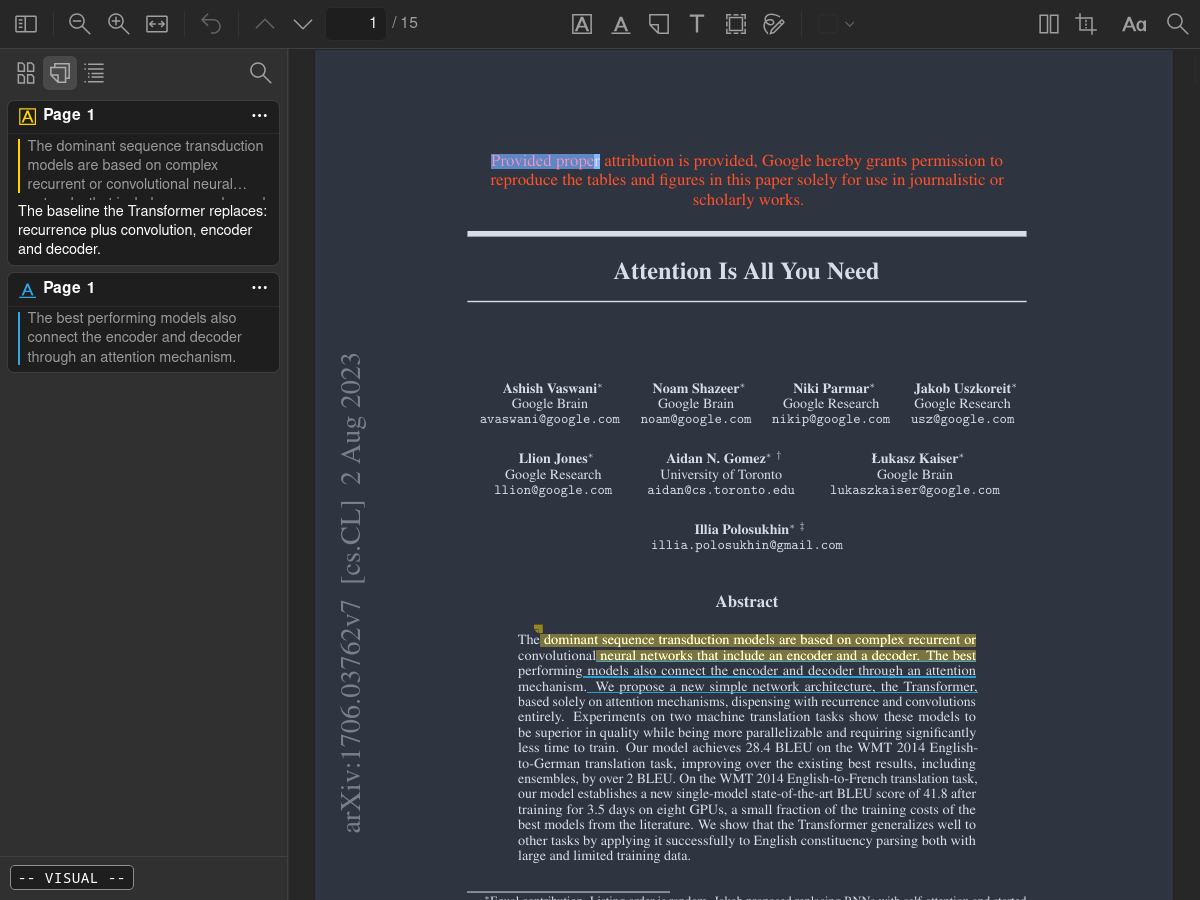 1 / 15
Aa
Page 1
The dominant sequence transduction
models are based on complex
recurrent or convolutional neural…
The baseline the Transformer replaces:
recurrence plus convolution, encoder
and decoder.
Page 1
The best performing models also
connect the encoder and decoder
through an attention mechanism.
-- VISUAL --
Provided proper attribution is provided, Google hereby grants permission to
reproduce the tables and figures in this paper solely for use in journalistic or
scholarly works.
Attention Is All You Need
Ashish Vaswani* Noam Shazeer* Niki Parmar* Jakob Uszkoreit*
Google Brain Google Brain Google Research Google Research
avaswani@google.com noam@google.com nikip@google.com usz@google.com
Llion Jones* Aidan N. Gomez* † Łukasz Kaiser*
Google Research University of Toronto Google Brain
llion@google.com aidan@cs.toronto.edu lukaszkaiser@google.com
Illia Polosukhin* ‡
illia.polosukhin@gmail.com
arXiv:1706.03762v7 [cs.CL] 2 Aug 2023
Abstract
The dominant sequence transduction models are based on complex recurrent or
convolutional neural networks that include an encoder and a decoder. The best
performing models also connect the encoder and decoder through an attention
mechanism. We propose a new simple network architecture, the Transformer,
based solely on attention mechanisms, dispensing with recurrence and convolutions
entirely. Experiments on two machine translation tasks show these models to
be superior in quality while being more parallelizable and requiring significantly
less time to train. Our model achieves 28.4 BLEU on the WMT 2014 English-
to-German translation task, improving over the existing best results, including
ensembles, by over 2 BLEU. On the WMT 2014 English-to-French translation task,
our model establishes a new single-model state-of-the-art BLEU score of 41.8 after
training for 3.5 days on eight GPUs, a small fraction of the training costs of the
best models from the literature. We show that the Transformer generalizes well to
other tasks by applying it successfully to English constituency parsing both with
large and limited training data.